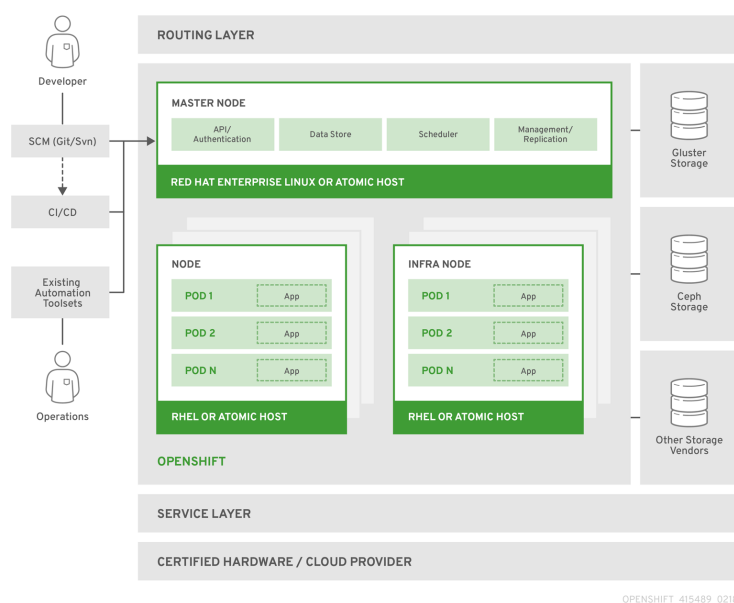 ROUTING LAYER
Developer
SCM (Git/Svn)
CI/CD
Existing
Automation
Toolsets
Operations
MASTER NODE
API/
Authentication
Data Store
Scheduler
Management/
Replication
RED HAT ENTERPRISE LINUX OR ATOMIC HOST
NODE
POD 1
App
POD 2
App
POD N
App
RHEL OR ATOMIC HOST
INFRA NODE
POD 1
App
POD 2
App
POD N
App
RHEL OR ATOMIC HOST
OPENSHIFT
Gluster
Storage
Ceph
Storage
Other Storage
Vendors
SERVICE LAYER
CERTIFIED HARDWARE / CLOUD PROVIDER
OPENSHIFT_415489_0218